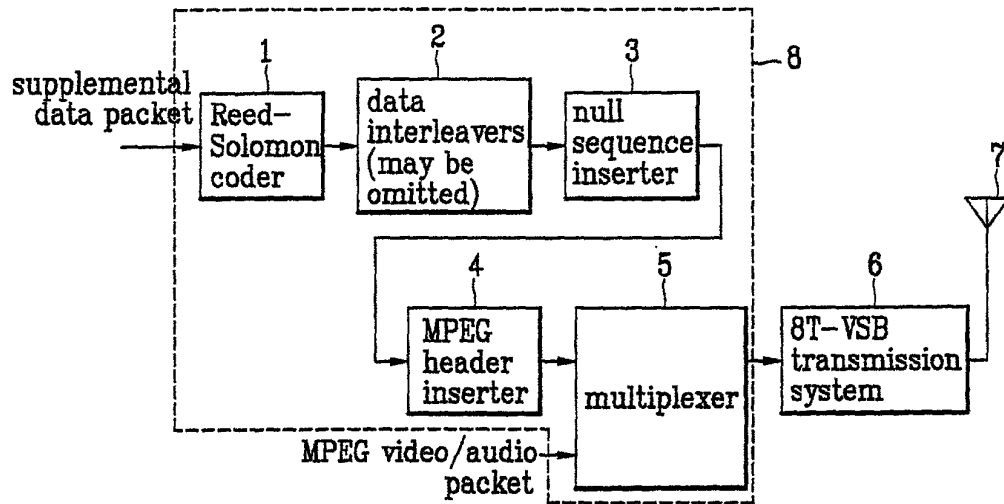 1
2
3
8
supplemental
data packet
Reed-
Solomon
coder
data
interleavers
(may be
omitted)
null
sequence
inserter
7
4
5
6
MPEG
header
inserter
multiplexer
8T-VSB
transmission
system
MPEG video/audio
packet